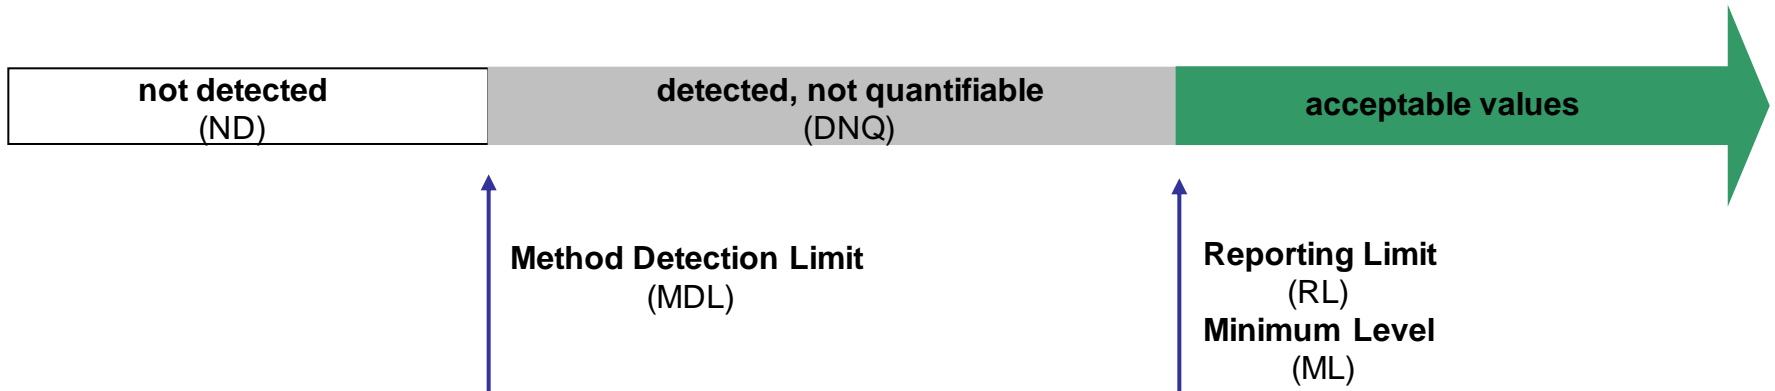 not detected
(ND)
detected, not quantifiable
(DNQ)
acceptable values
Method Detection Limit
(MDL)
Reporting Limit
(RL)
Minimum Level
(ML)